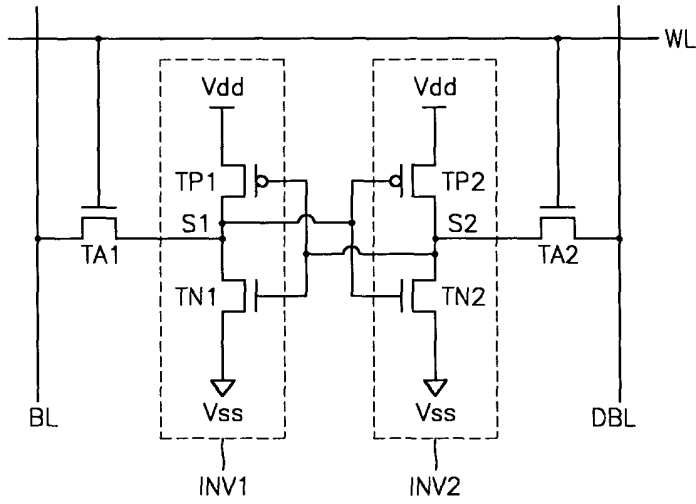 WL
Vdd
Vdd
TP1
TP2
S1
S2
TA1
TA2
TN1
TN2
Vss
Vss
BL
DBL
INV1
INV2